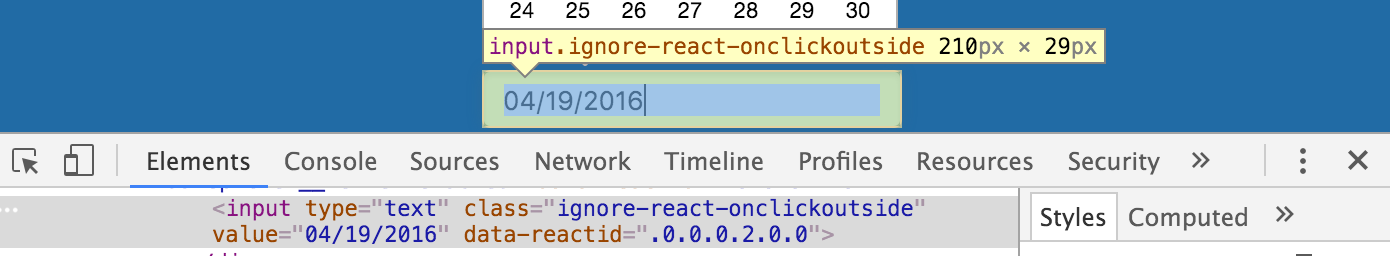 24 25 26 27 28 29 30
input.ignore-react-onclickoutside 210px × 29px
04/19/2016
Elements Console Sources Network Timeline Profiles Resources Security »
<input type="text" class="ignore-react-onclickoutside"
value="04/19/2016" data-reactid=".0.0.0.2.0.0">
Styles Computed »